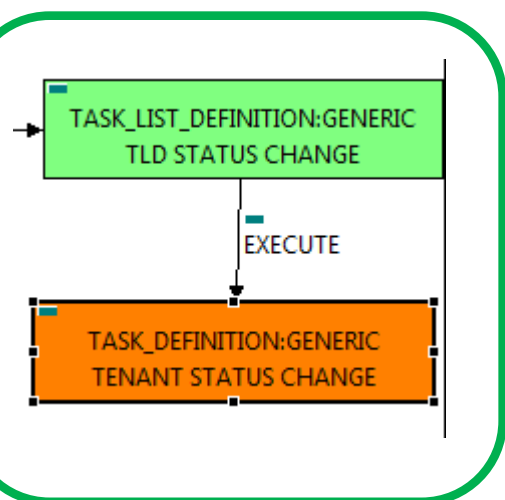 TASK_LIST_DEFINITION:GENERIC
TLD STATUS CHANGE
EXECUTE
TASK_DEFINITION:GENERIC
TENANT STATUS CHANGE